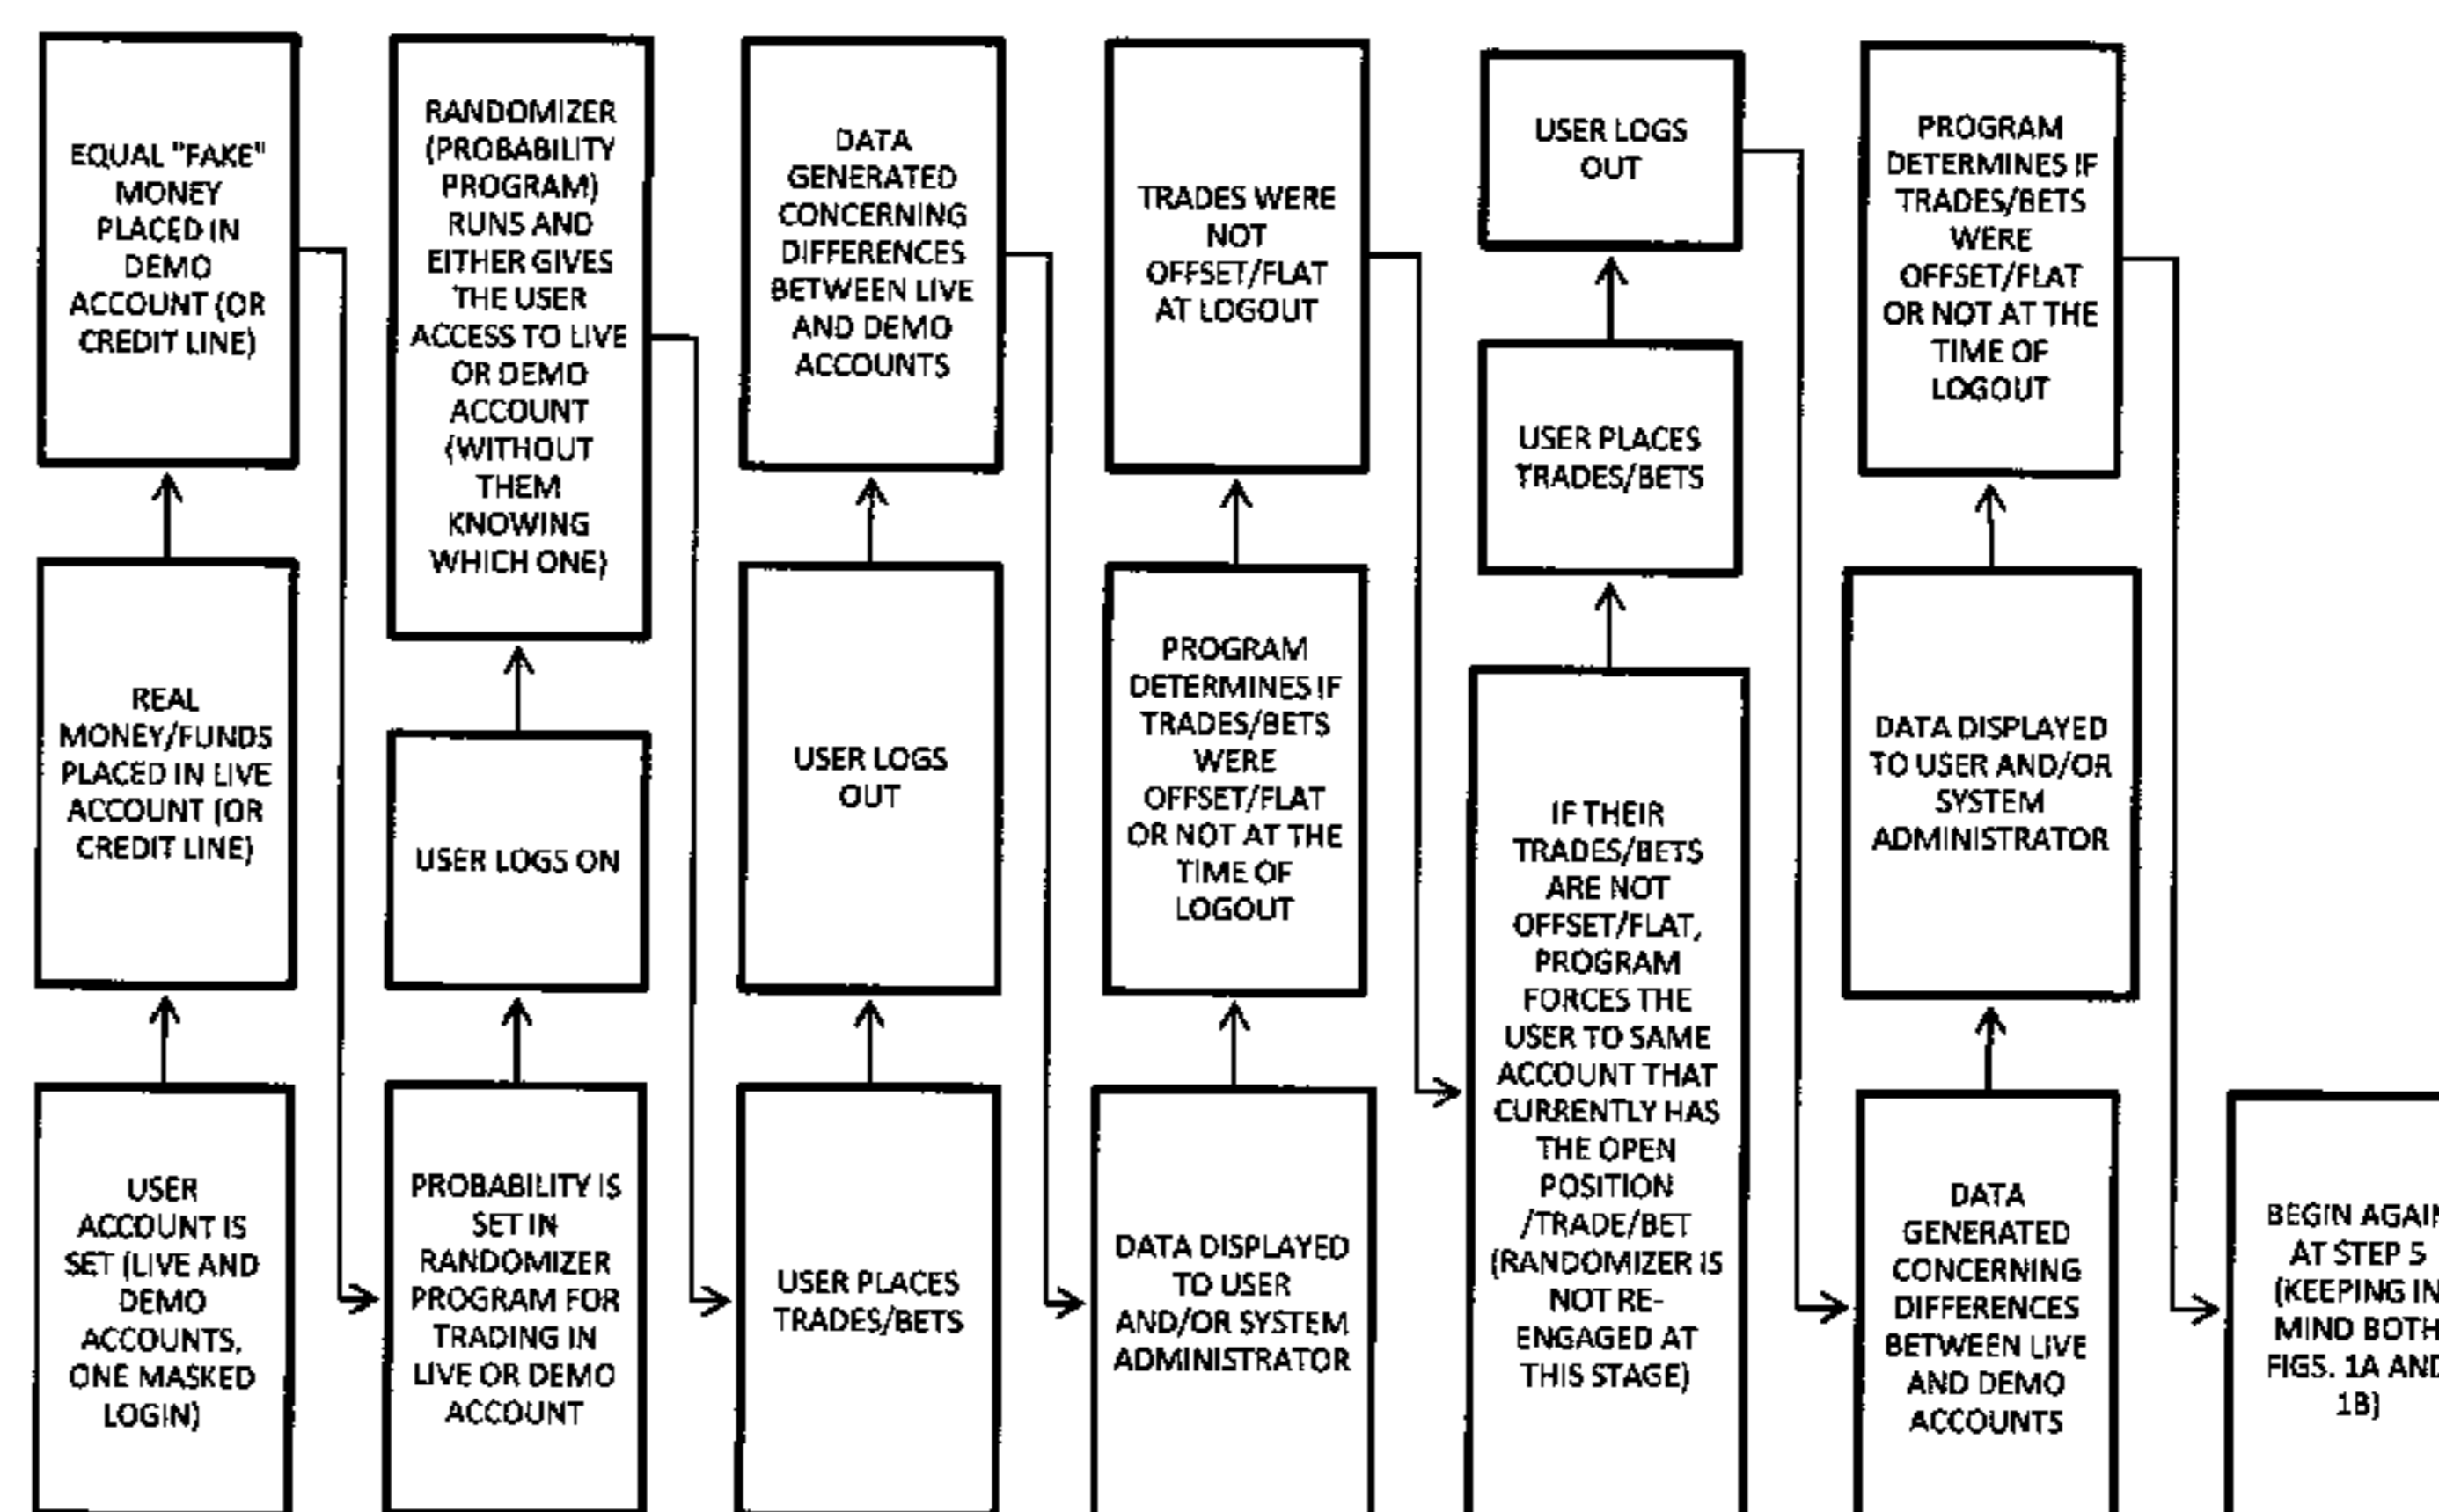 USER
ACCOUNT IS
SET (LIVE AND
DEMO
ACCOUNTS,
ONE MASKED
LOGIN)
REAL
MONEY/FUNDS
PLACED IN LIVE
ACCOUNT (OR
CREDIT LINE)
EQUAL "FAKE"
MONEY
PLACED IN
DEMO
ACCOUNT (OR
CREDIT LINE)
PROBABILITY IS
SET IN
RANDOMIZER
PROGRAM FOR
TRADING IN
LIVE OR DEMO
ACCOUNT
USER LOGS ON
RANDOMIZER
(PROBABILITY
PROGRAM)
RUNS AND
EITHER GIVES
THE USER
ACCESS TO LIVE
OR DEMO
ACCOUNT
(WITHOUT
THEM
KNOWING
WHICH ONE)
USER PLACES
TRADES/BETS
USER LOGS
OUT
DATA
GENERATED
CONCERNING
DIFFERENCES
BETWEEN LIVE
AND DEMO
ACCOUNTS
DATA DISPLAYED
TO USER
AND/OR SYSTEM
ADMINISTRATOR
PROGRAM
DETERMINES IF
TRADES/BETS
WERE
OFFSET/FLAT
OR NOT AT THE
TIME OF
LOGOUT
TRADES WERE
NOT
OFFSET/FLAT
AT LOGOUT
IF THEIR
TRADES/BETS
ARE NOT
OFFSET/FLAT,
PROGRAM
FORCES THE
USER TO SAME
ACCOUNT THAT
CURRENTLY HAS
THE OPEN
POSITION
/TRADE/BET
(RANDOMIZER IS
NOT RE-
ENGAGED AT
THIS STAGE)
USER PLACES
TRADES/BETS
USER LOGS
OUT
DATA
GENERATED
CONCERNING
DIFFERENCES
BETWEEN LIVE
AND DEMO
ACCOUNTS
DATA DISPLAYED
TO USER AND/OR
SYSTEM
ADMINISTRATOR
PROGRAM
DETERMINES IF
TRADES/BETS
WERE
OFFSET/FLAT
OR NOT AT THE
TIME OF
LOGOUT
BEGIN AGAIN
AT STEP 5
(KEEPING IN
MIND BOTH
FIGS. 1A AND
1B)